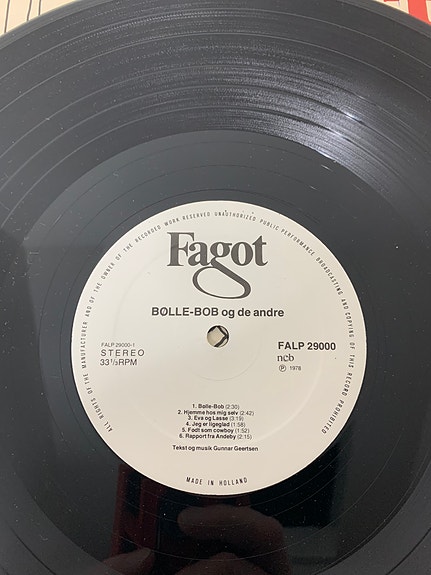 ALL RIGHTS OF THE MANUFACTURER AND OF THE OWNER OF THE RECORDED WORK RESERVED UNAUTHORIZED PUBLIC PERFORMANCE BROADCASTING AND COPYING OF THIS RECORD PROHIBITED
Fagot
BØLLE-BOB og de andre
FALP 29000-1
STEREO
33⅓RPM
FALP 29000
ncb
Ⓟ 1978
1. Bølle-Bob (2:30)
2. Hjemme hos mig selv (2:42)
3. Eva og Lasse (3:19)
4. Jeg er ligeglad (1:58)
5. Født som cowboy (1:52)
6. Rapport fra Andeby (2:15)
Tekst og musik Gunnar Geertsen
MADE IN HOLLAND